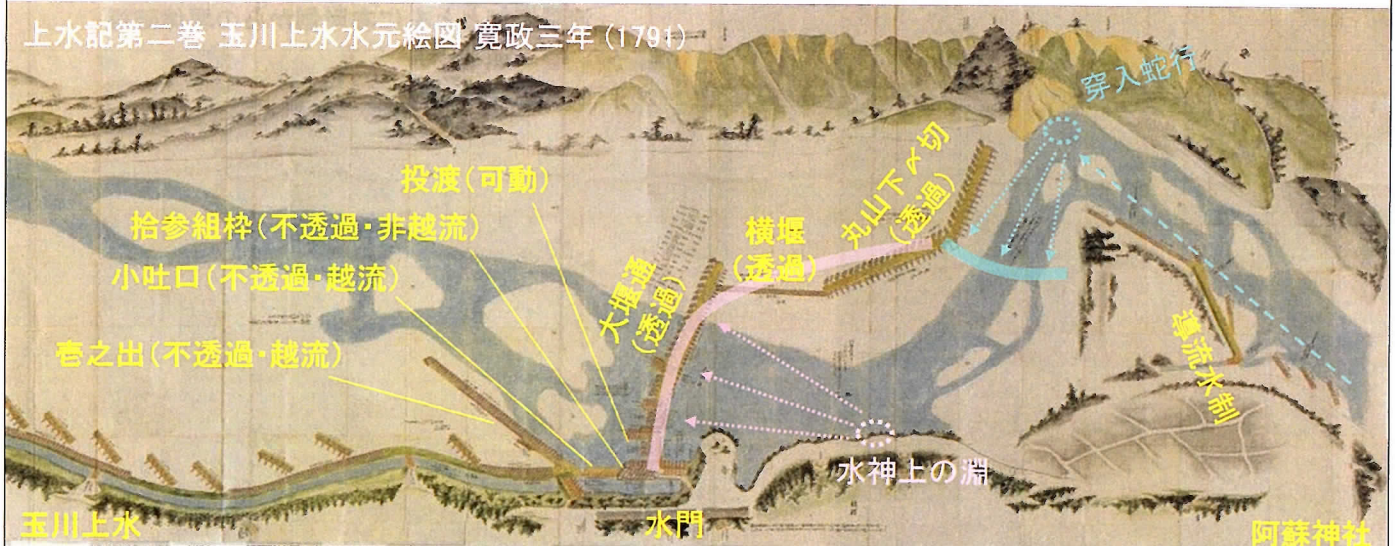 上水記第二巻 玉川上水水元絵図 寛政三年(1791)
穿入蛇行
投渡(可動)
拾参組枠(不透過・非越流)
小吐口(不透過・越流)
壱之出(不透過・越流)
大堰通
(透過)
横堰
(透過)
丸山下〆切
(透過)
導流水制
水神上の淵
玉川上水
水門
阿蘇神社